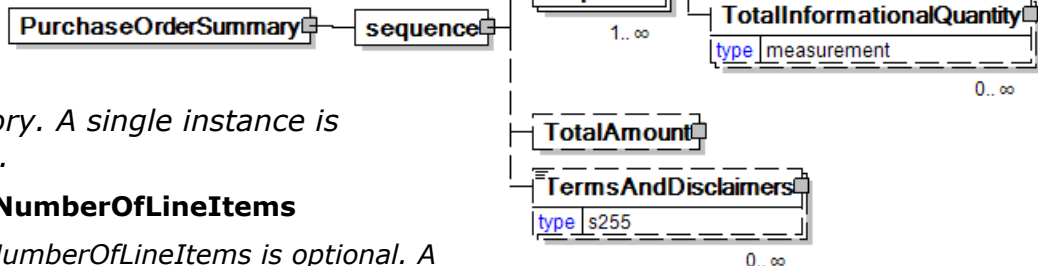 PurchaseOrderSummary
sequence
1.. ∞
TotalInformationalQuantity
type measurement
0.. ∞
ory. A single instance is
.
TotalAmount
NumberOfLineItems
TermsAndDisclaimers
type s255
NumberOfLineItems is optional. A
0.. ∞